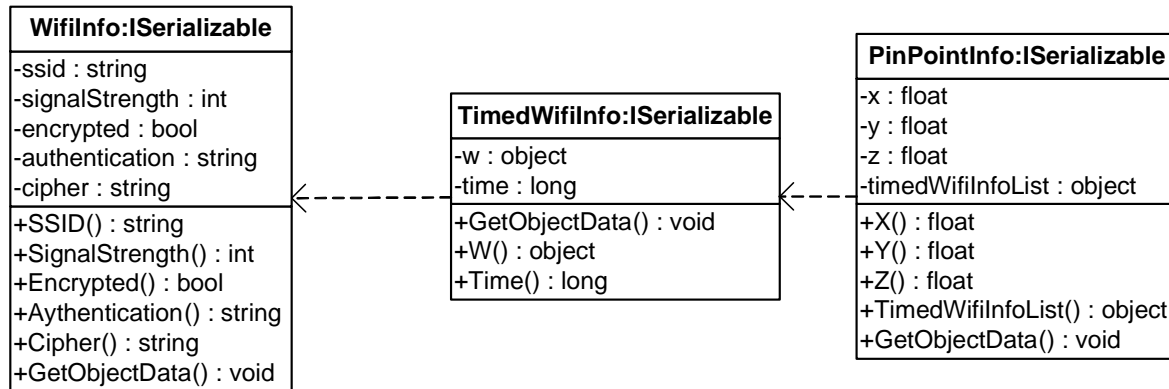 WifiInfo:ISerializable
-ssid : string
-signalStrength : int
-encrypted : bool
-authentication : string
-cipher : string
+SSID() : string
+SignalStrength() : int
+Encrypted() : bool
+Aythentication() : string
+Cipher() : string
+GetObjectData() : void
TimedWifiInfo:ISerializable
-w : object
-time : long
+GetObjectData() : void
+W() : object
+Time() : long
PinPointInfo:ISerializable
-x : float
-y : float
-z : float
-timedWifiInfoList : object
+X() : float
+Y() : float
+Z() : float
+TimedWifiInfoList() : object
+GetObjectData() : void